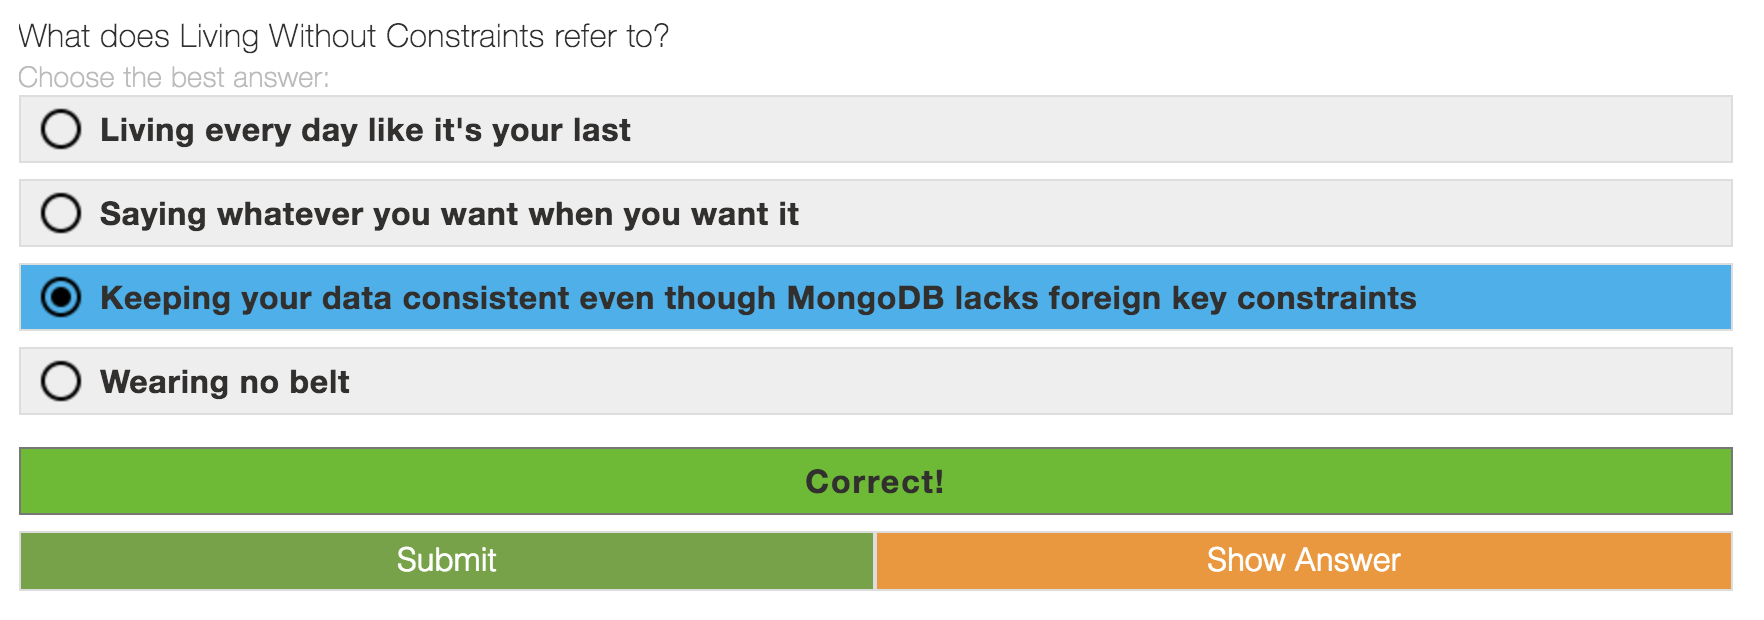 What does Living Without Constraints refer to?
Choose the best answer:
Living every day like it's your last
Saying whatever you want when you want it
Keeping your data consistent even though MongoDB lacks foreign key constraints
Wearing no belt
Correct!
Submit
Show Answer